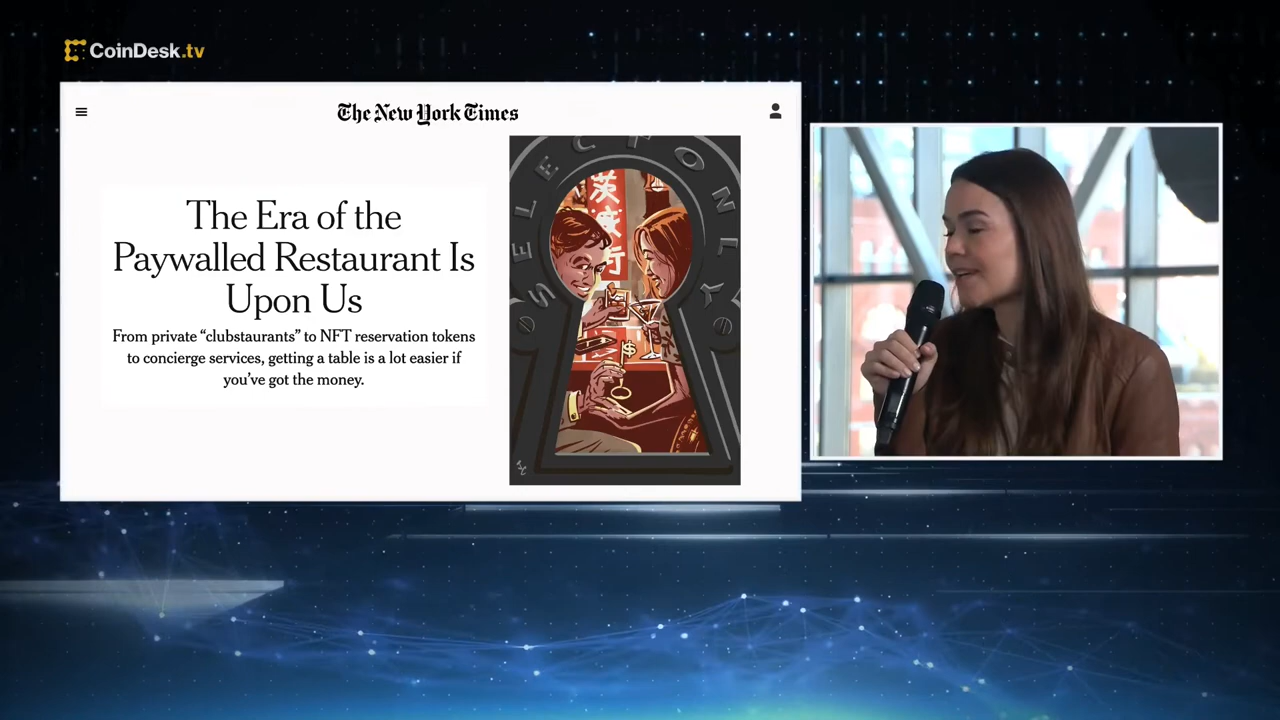 CoinDesk.tv
The New York Times
The Era of the
Paywalled Restaurant Is
Upon Us
From private “clubstaurants” to NFT reservation tokens
to concierge services, getting a table is a lot easier if
you’ve got the money.
SELECTONLY
$